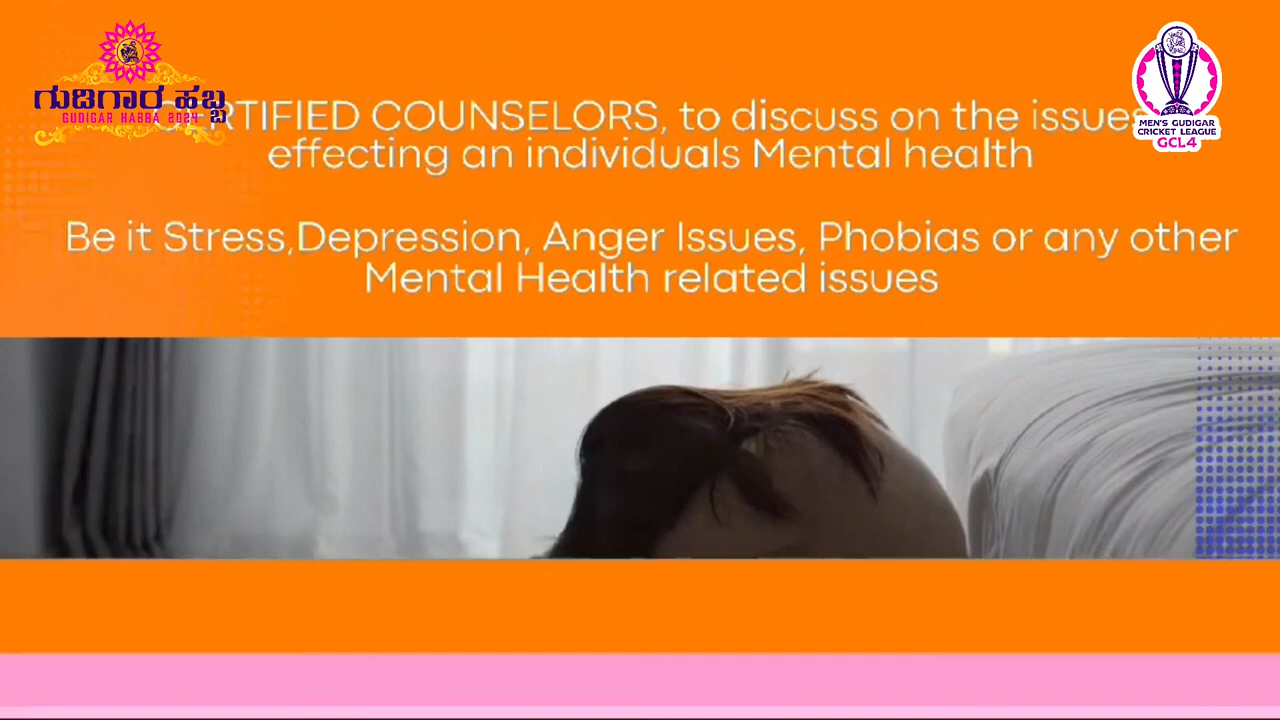 ಗುಡಿಗಾರ ಹಬ್ಬ
GUDIGAR HABBA 2024
MEN'S GUDIGAR
CRICKET LEAGUE
GCL4
COUNSELORS, to discuss on the issues
effecting an individuals Mental health
Be it Stress,Depression, Anger Issues, Phobias or any other
Mental Health related issues